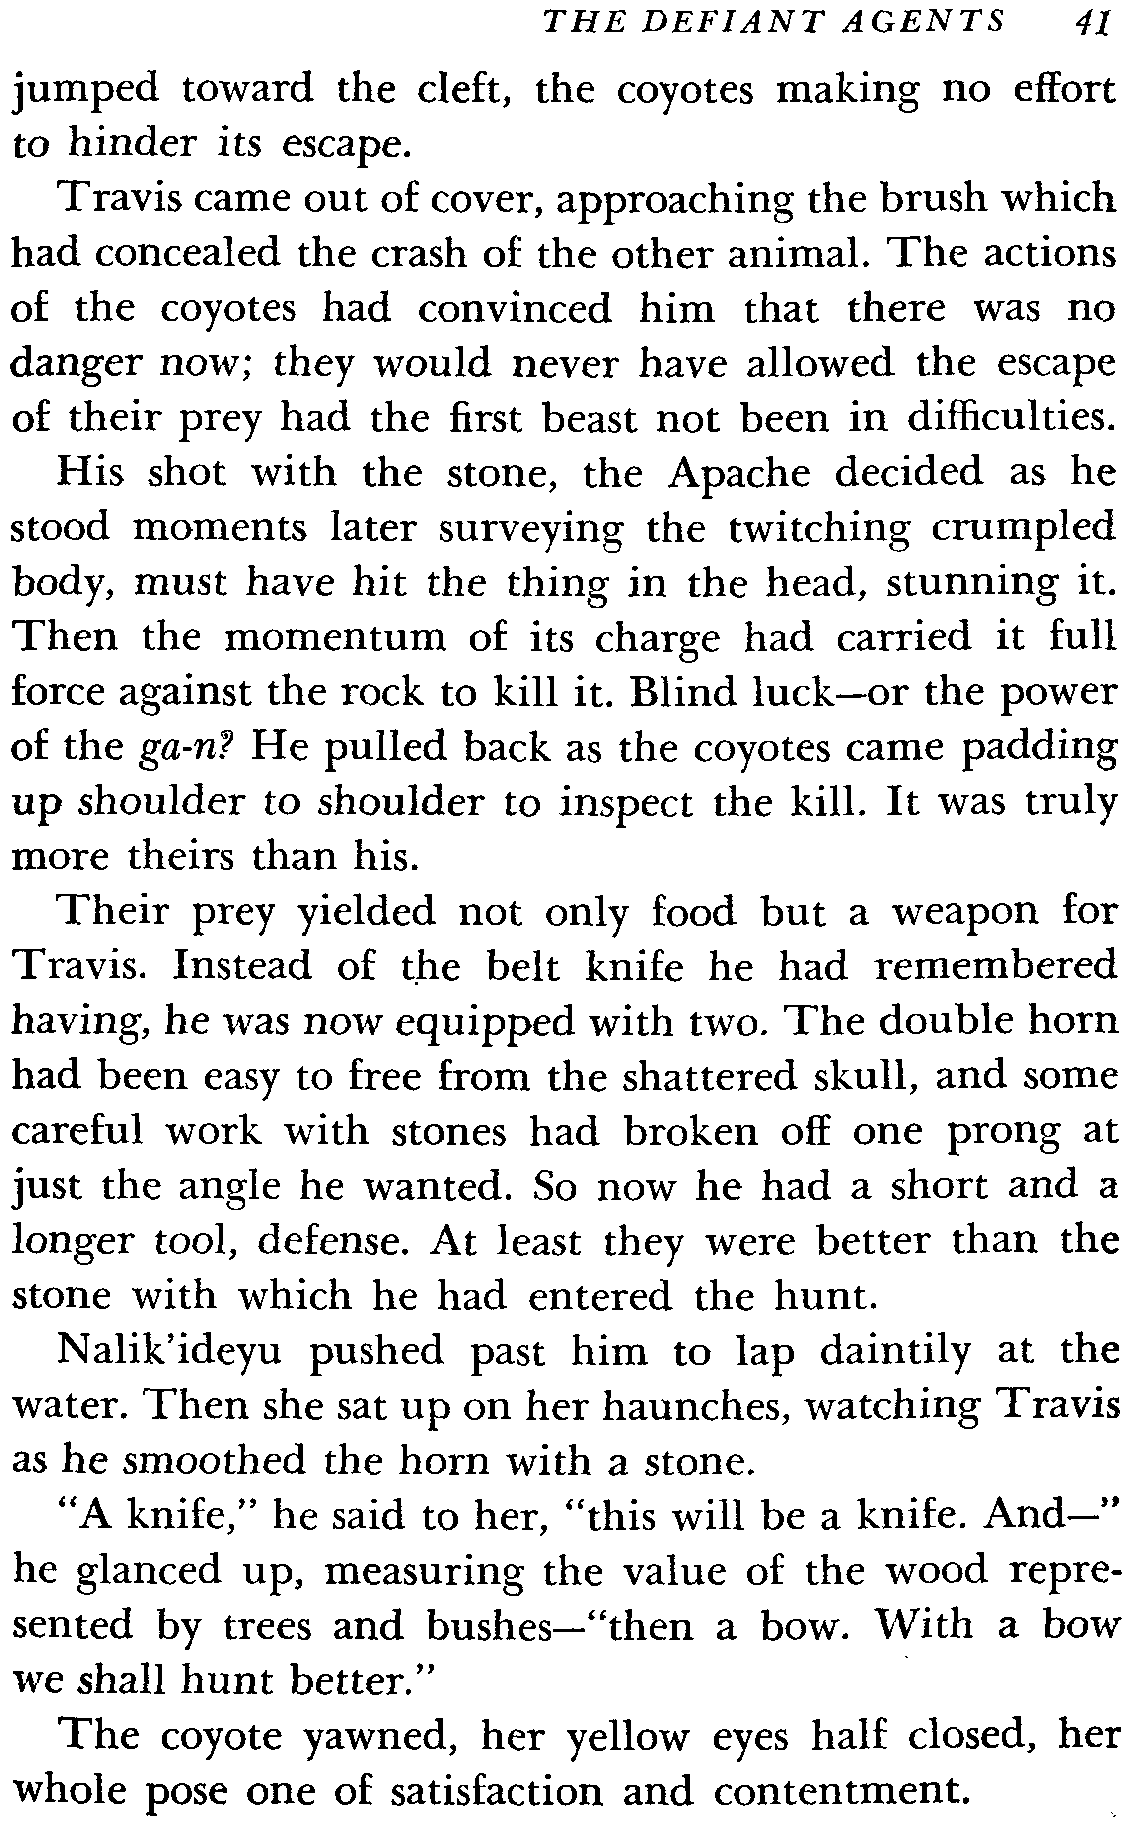 THE DEFIANT AGENTS 41
jumped toward the cleft, the coyotes making no effort
to hinder its escape.
Travis came out of cover, approaching the brush which
had concealed the crash of the other animal. The actions
of the coyotes had convinced him that there was no
danger now; they would never have allowed the escape
of their prey had the first beast not been in difficulties.
His shot with the stone, the Apache decided as he
stood moments later surveying the twitching crumpled
body, must have hit the thing in the head, stunning it.
Then the momentum of its charge had carried it full
force against the rock to kill it. Blind luck—or the power
of the ga-n? He pulled back as the coyotes came padding
up shoulder to shoulder to inspect the kill. It was truly
more theirs than his.
Their prey yielded not only food but a weapon for
Travis. Instead of the belt knife he had remembered
having, he was now equipped with two. The double horn
had been easy to free from the shattered skull, and some
careful work with stones had broken off one prong at
just the angle he wanted. So now he had a short and a
longer tool, defense. At least they were better than the
stone with which he had entered the hunt.
Nalik'ideyu pushed past him to lap daintily at the
water. Then she sat up on her haunches, watching Travis
as he smoothed the horn with a stone.
“A knife,” he said to her, “this will be a knife. And—”
he glanced up, measuring the value of the wood repre-
sented by trees and bushes—“then a bow. With a bow
we shall hunt better.”
The coyote yawned, her yellow eyes half closed, her
whole pose one of satisfaction and contentment.